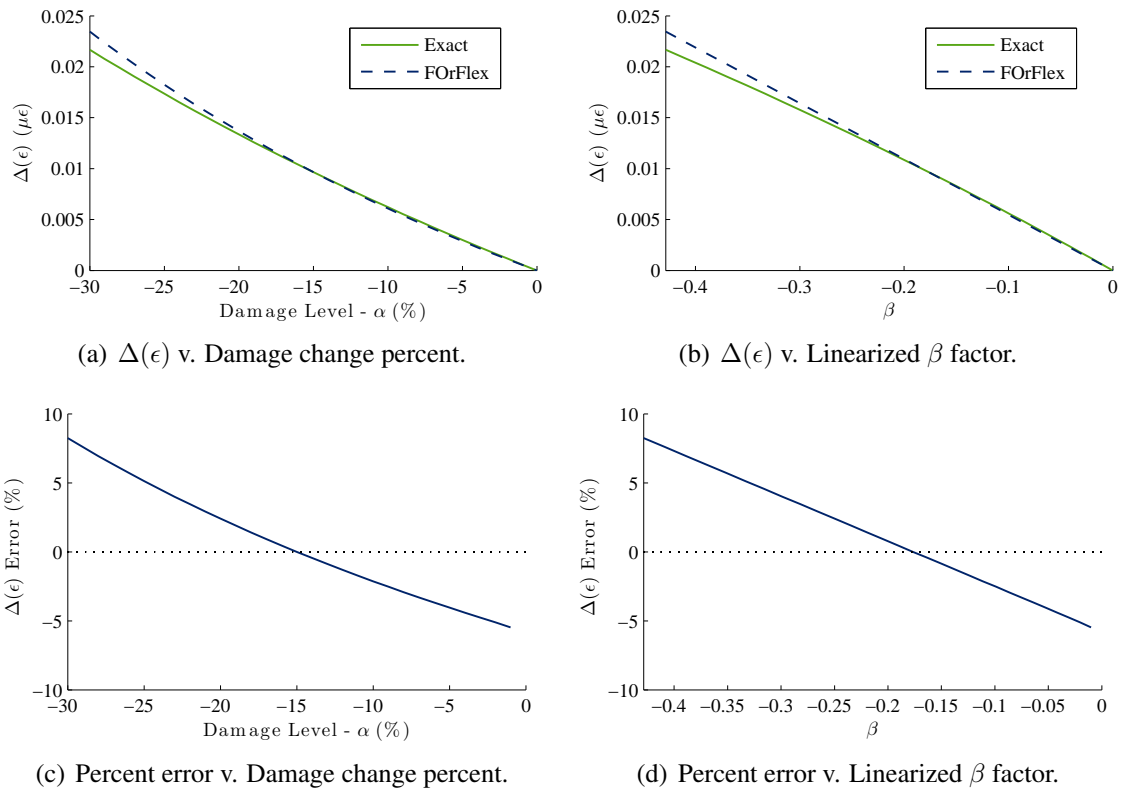 0.025
0.02
0.015
0.01
0.005
0
Δ(ϵ) (μϵ)
Exact
FOrFlex
−30 −25 −20 −15 −10 −5 0
Damage Level - α (%)
(a) Δ(ϵ) v. Damage change percent.
0.025
0.02
0.015
0.01
0.005
0
Δ(ϵ) (μϵ)
Exact
FOrFlex
−0.4 −0.3 −0.2 −0.1 0
β
(b) Δ(ϵ) v. Linearized β factor.
10
5
0
−5
−10
Δ(ϵ) Error (%)
−30 −25 −20 −15 −10 −5 0
Damage Level - α (%)
(c) Percent error v. Damage change percent.
10
5
0
−5
−10
Δ(ϵ) Error (%)
−0.4 −0.35 −0.3 −0.25 −0.2 −0.15 −0.1 −0.05 0
β
(d) Percent error v. Linearized β factor.